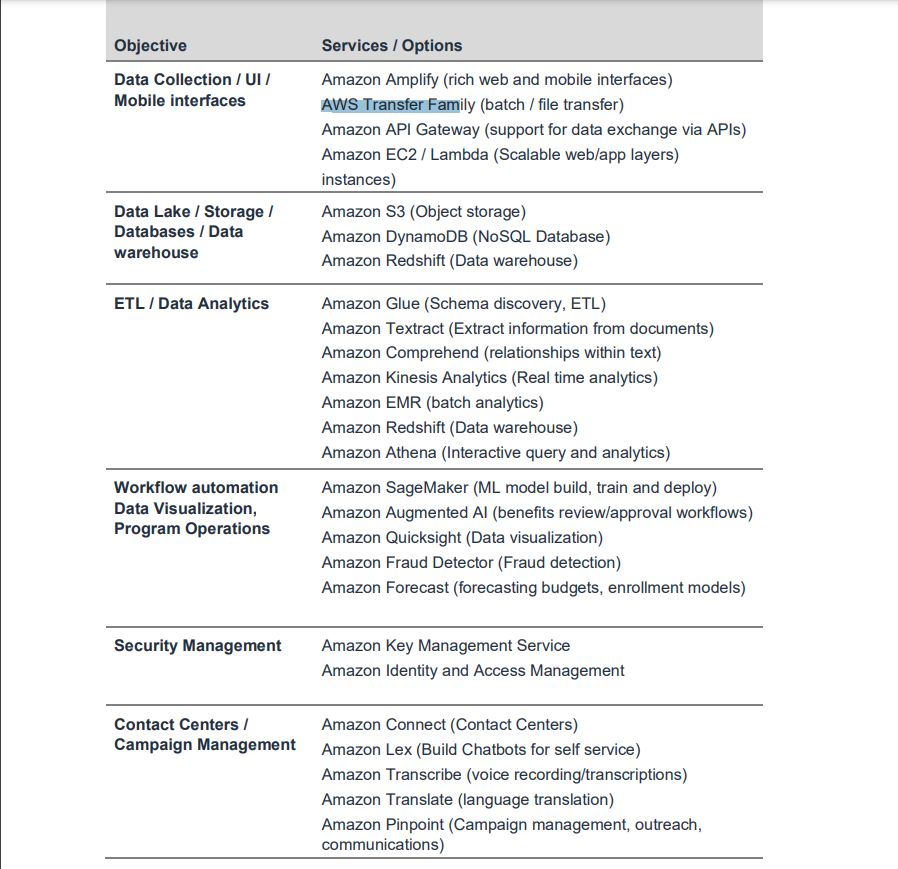 Objective
Services / Options
Data Collection / UI /
Mobile interfaces
Amazon Amplify (rich web and mobile interfaces)
AWS Transfer Family (batch / file transfer)
Amazon API Gateway (support for data exchange via APIs)
Amazon EC2 / Lambda (Scalable web/app layers)
instances)
Data Lake / Storage /
Databases / Data
warehouse
Amazon S3 (Object storage)
Amazon DynamoDB (NoSQL Database)
Amazon Redshift (Data warehouse)
ETL / Data Analytics
Amazon Glue (Schema discovery, ETL)
Amazon Textract (Extract information from documents)
Amazon Comprehend (relationships within text)
Amazon Kinesis Analytics (Real time analytics)
Amazon EMR (batch analytics)
Amazon Redshift (Data warehouse)
Amazon Athena (Interactive query and analytics)
Workflow automation
Data Visualization,
Program Operations
Amazon SageMaker (ML model build, train and deploy)
Amazon Augmented AI (benefits review/approval workflows)
Amazon Quicksight (Data visualization)
Amazon Fraud Detector (Fraud detection)
Amazon Forecast (forecasting budgets, enrollment models)
Security Management
Amazon Key Management Service
Amazon Identity and Access Management
Contact Centers /
Campaign Management
Amazon Connect (Contact Centers)
Amazon Lex (Build Chatbots for self service)
Amazon Transcribe (voice recording/transcriptions)
Amazon Translate (language translation)
Amazon Pinpoint (Campaign management, outreach,
communications)